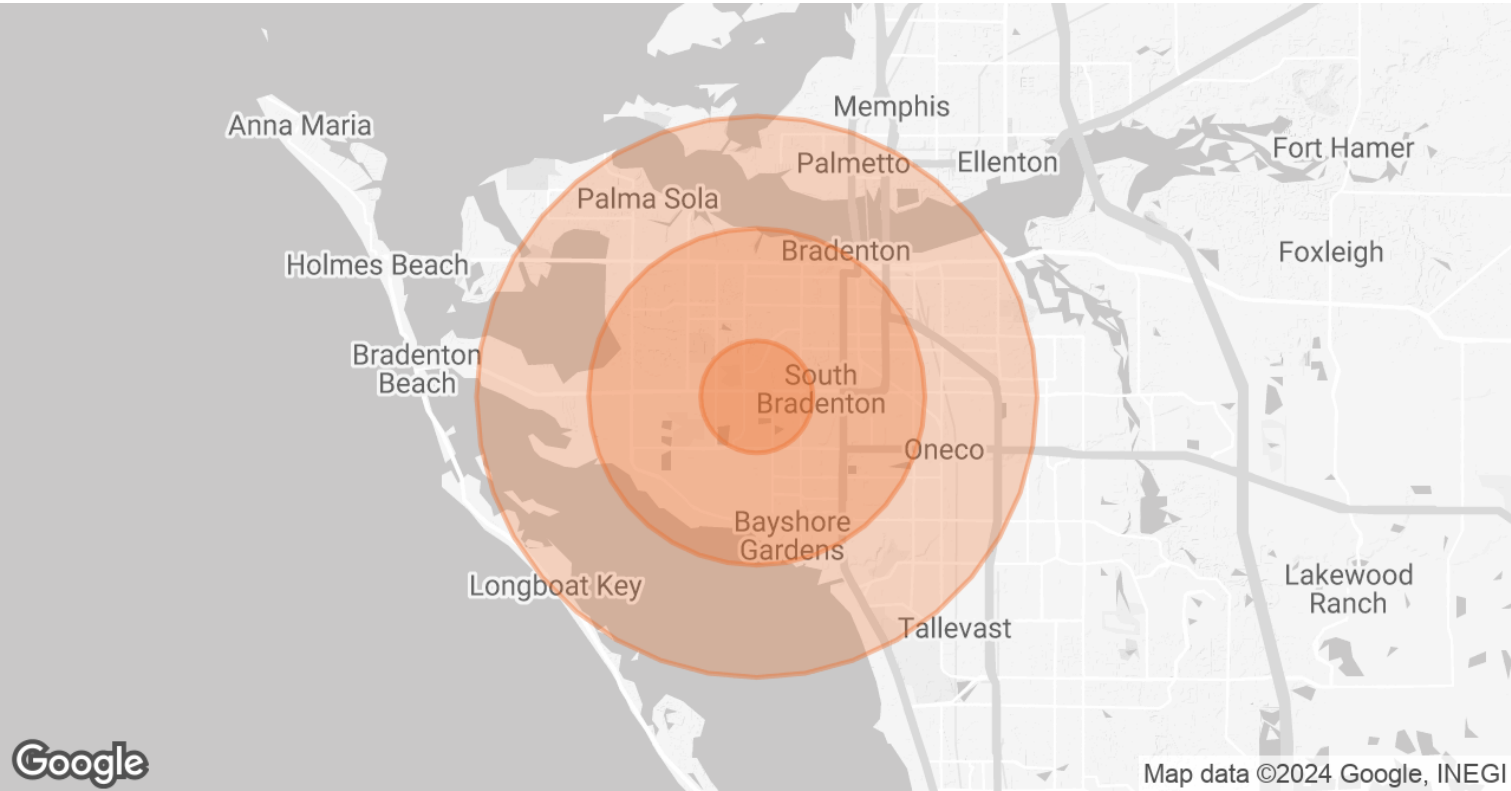 Memphis
Anna Maria
Fort Hamer
Palmetto
Ellenton
Palma Sola
Bradenton
Foxleigh
Holmes Beach
Bradenton
Beach
South
Bradenton
Oneco
Bayshore
Gardens
Longboat Key
Lakewood
Ranch
Tallevast
Google
Map data ©2024 Google, INEGI